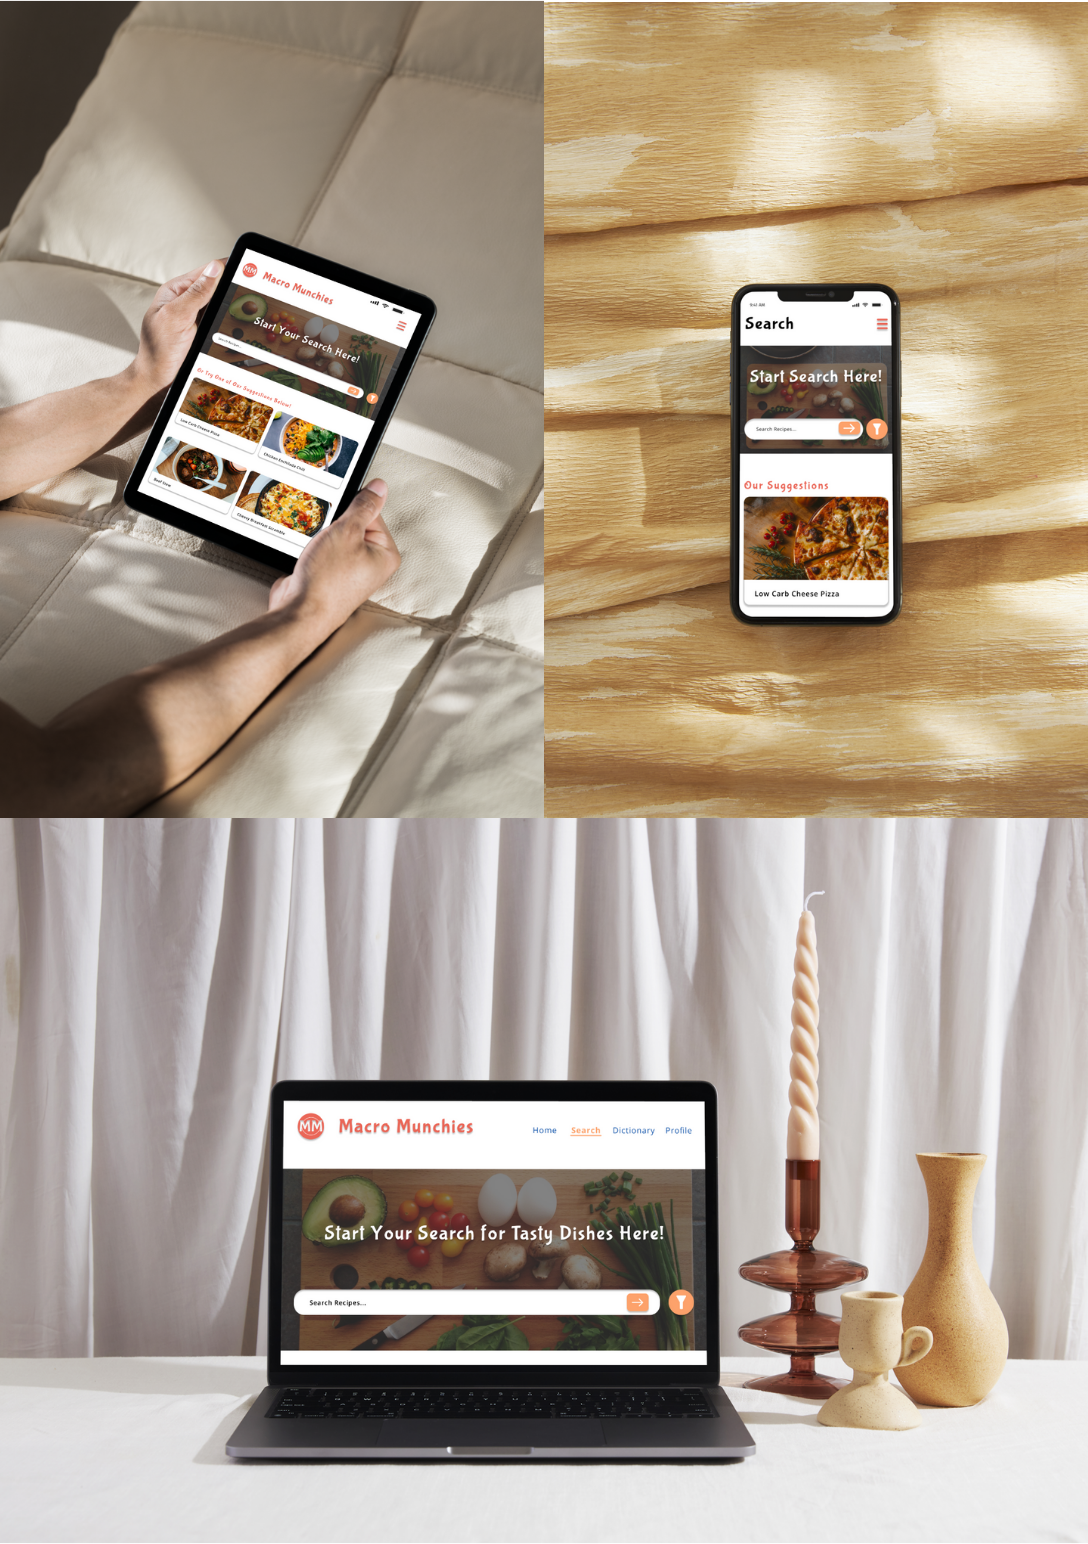 MM
Macro Munchies
Start Your Search Here!
Search Recipes...
Or Try One of Our Suggestions Below!
Low Carb Cheese Pizza
Chicken Enchilada Chili
Beef Stew
Cheesy Breakfast Scramble
9:41 AM
Search
Start Search Here!
Search Recipes...
Our Suggestions
Low Carb Cheese Pizza
MM
Macro Munchies
Home Search Dictionary Profile
Start Your Search for Tasty Dishes Here!
Search Recipes...